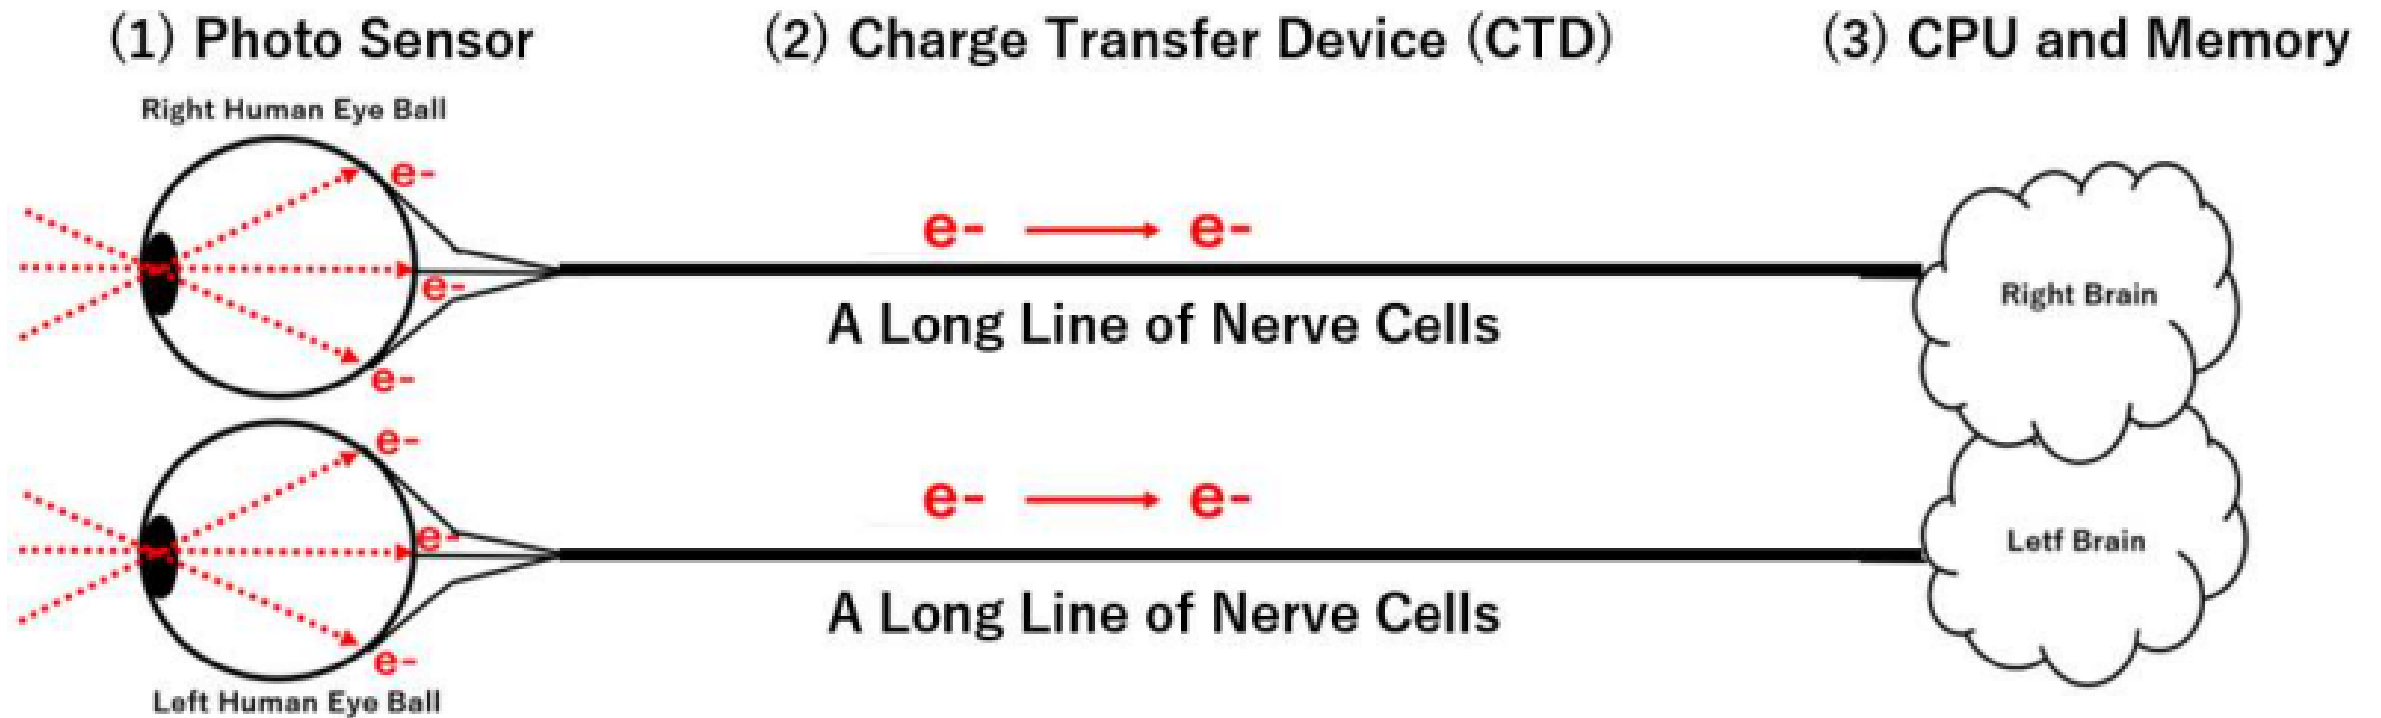 (1) Photo Sensor
(2) Charge Transfer Device (CTD)
(3) CPU and Memory
Right Human Eye Ball
e-
e-
e-
e- e-
A Long Line of Nerve Cells
Right Brain
e-
e-
e-
e- e-
A Long Line of Nerve Cells
Letf Brain
Left Human Eye Ball